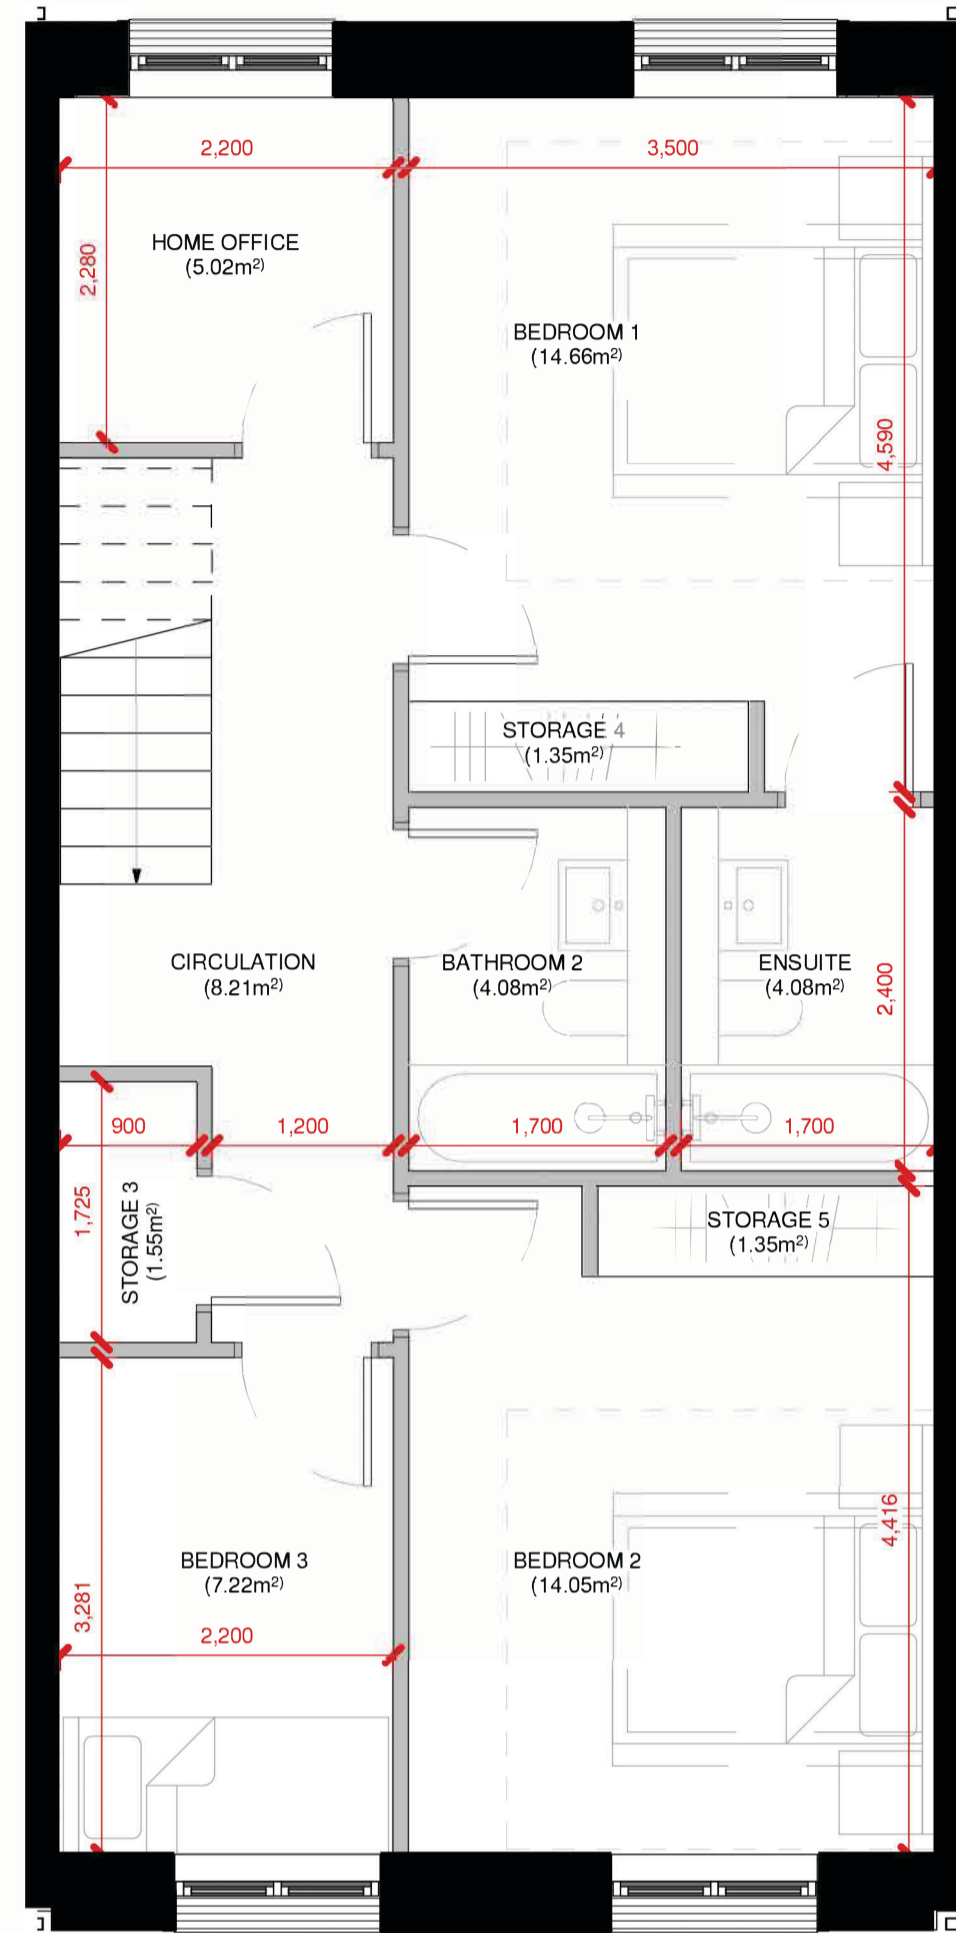 2,200
3,500
HOME OFFICE
(5.02m²)
2,280
BEDROOM 1
(14.66m²)
4,590
STORAGE 4
(1.35m²)
CIRCULATION
(8.21m²)
BATHROOM 2
(4.08m²)
ENSUITE
(4.08m²)
2,400
900
1,200
1,700
1,700
1,725
STORAGE 3
(1.55m²)
STORAGE 5
(1.35m²)
4,416
BEDROOM 3
(7.22m²)
BEDROOM 2
(14.05m²)
3,281
2,200